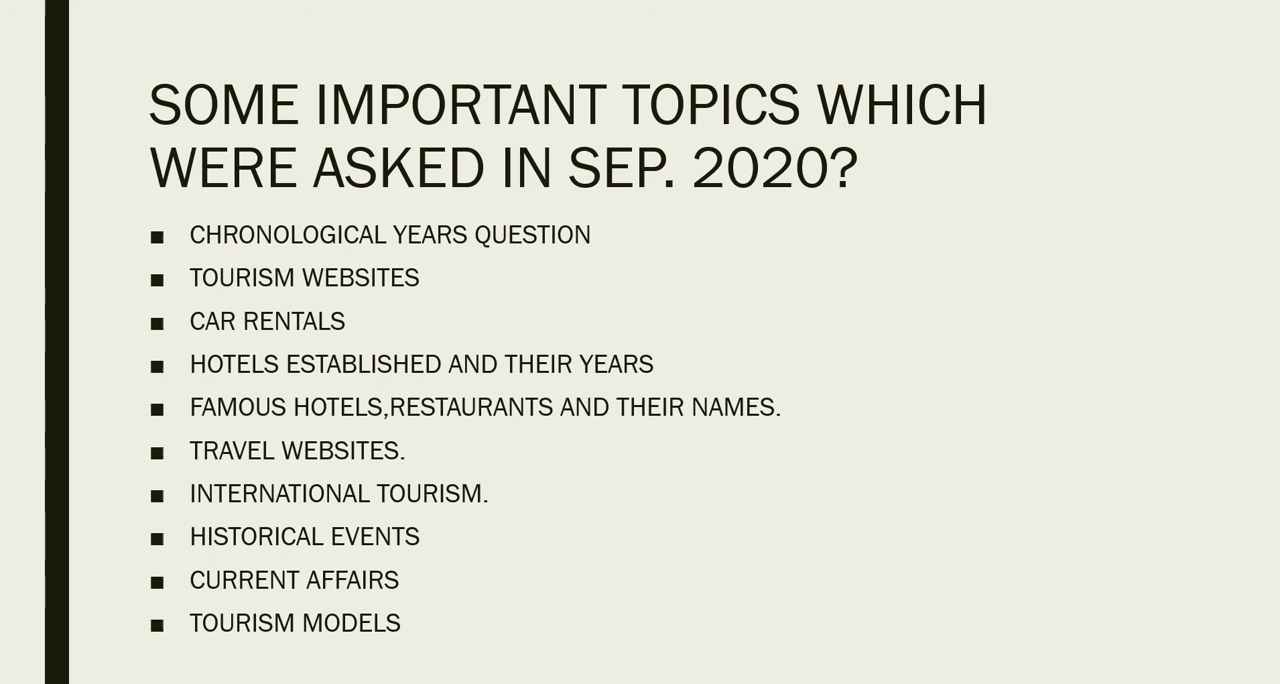 SOME IMPORTANT TOPICS WHICH
WERE ASKED IN SEP. 2020?
■ CHRONOLOGICAL YEARS QUESTION
■ TOURISM WEBSITES
■ CAR RENTALS
■ HOTELS ESTABLISHED AND THEIR YEARS
■ FAMOUS HOTELS,RESTAURANTS AND THEIR NAMES.
■ TRAVEL WEBSITES.
■ INTERNATIONAL TOURISM.
■ HISTORICAL EVENTS
■ CURRENT AFFAIRS
■ TOURISM MODELS